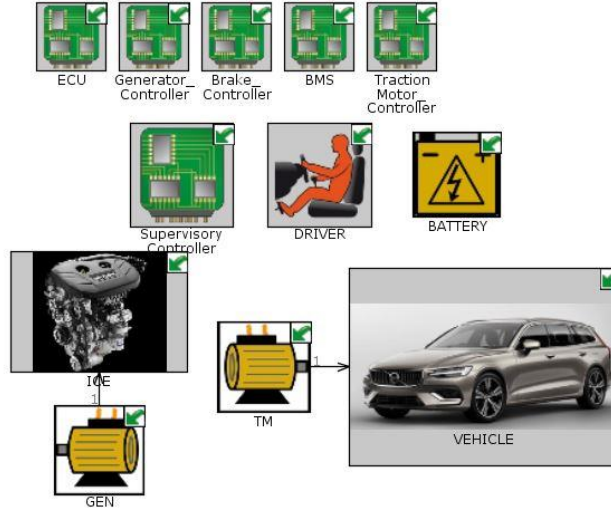 ECU
Generator_
Controller
Brake_
Controller
BMS
Traction
Motor_
Controller
Supervisory
Controller
DRIVER
BATTERY
ICE
1
GEN
TM
1
VEHICLE